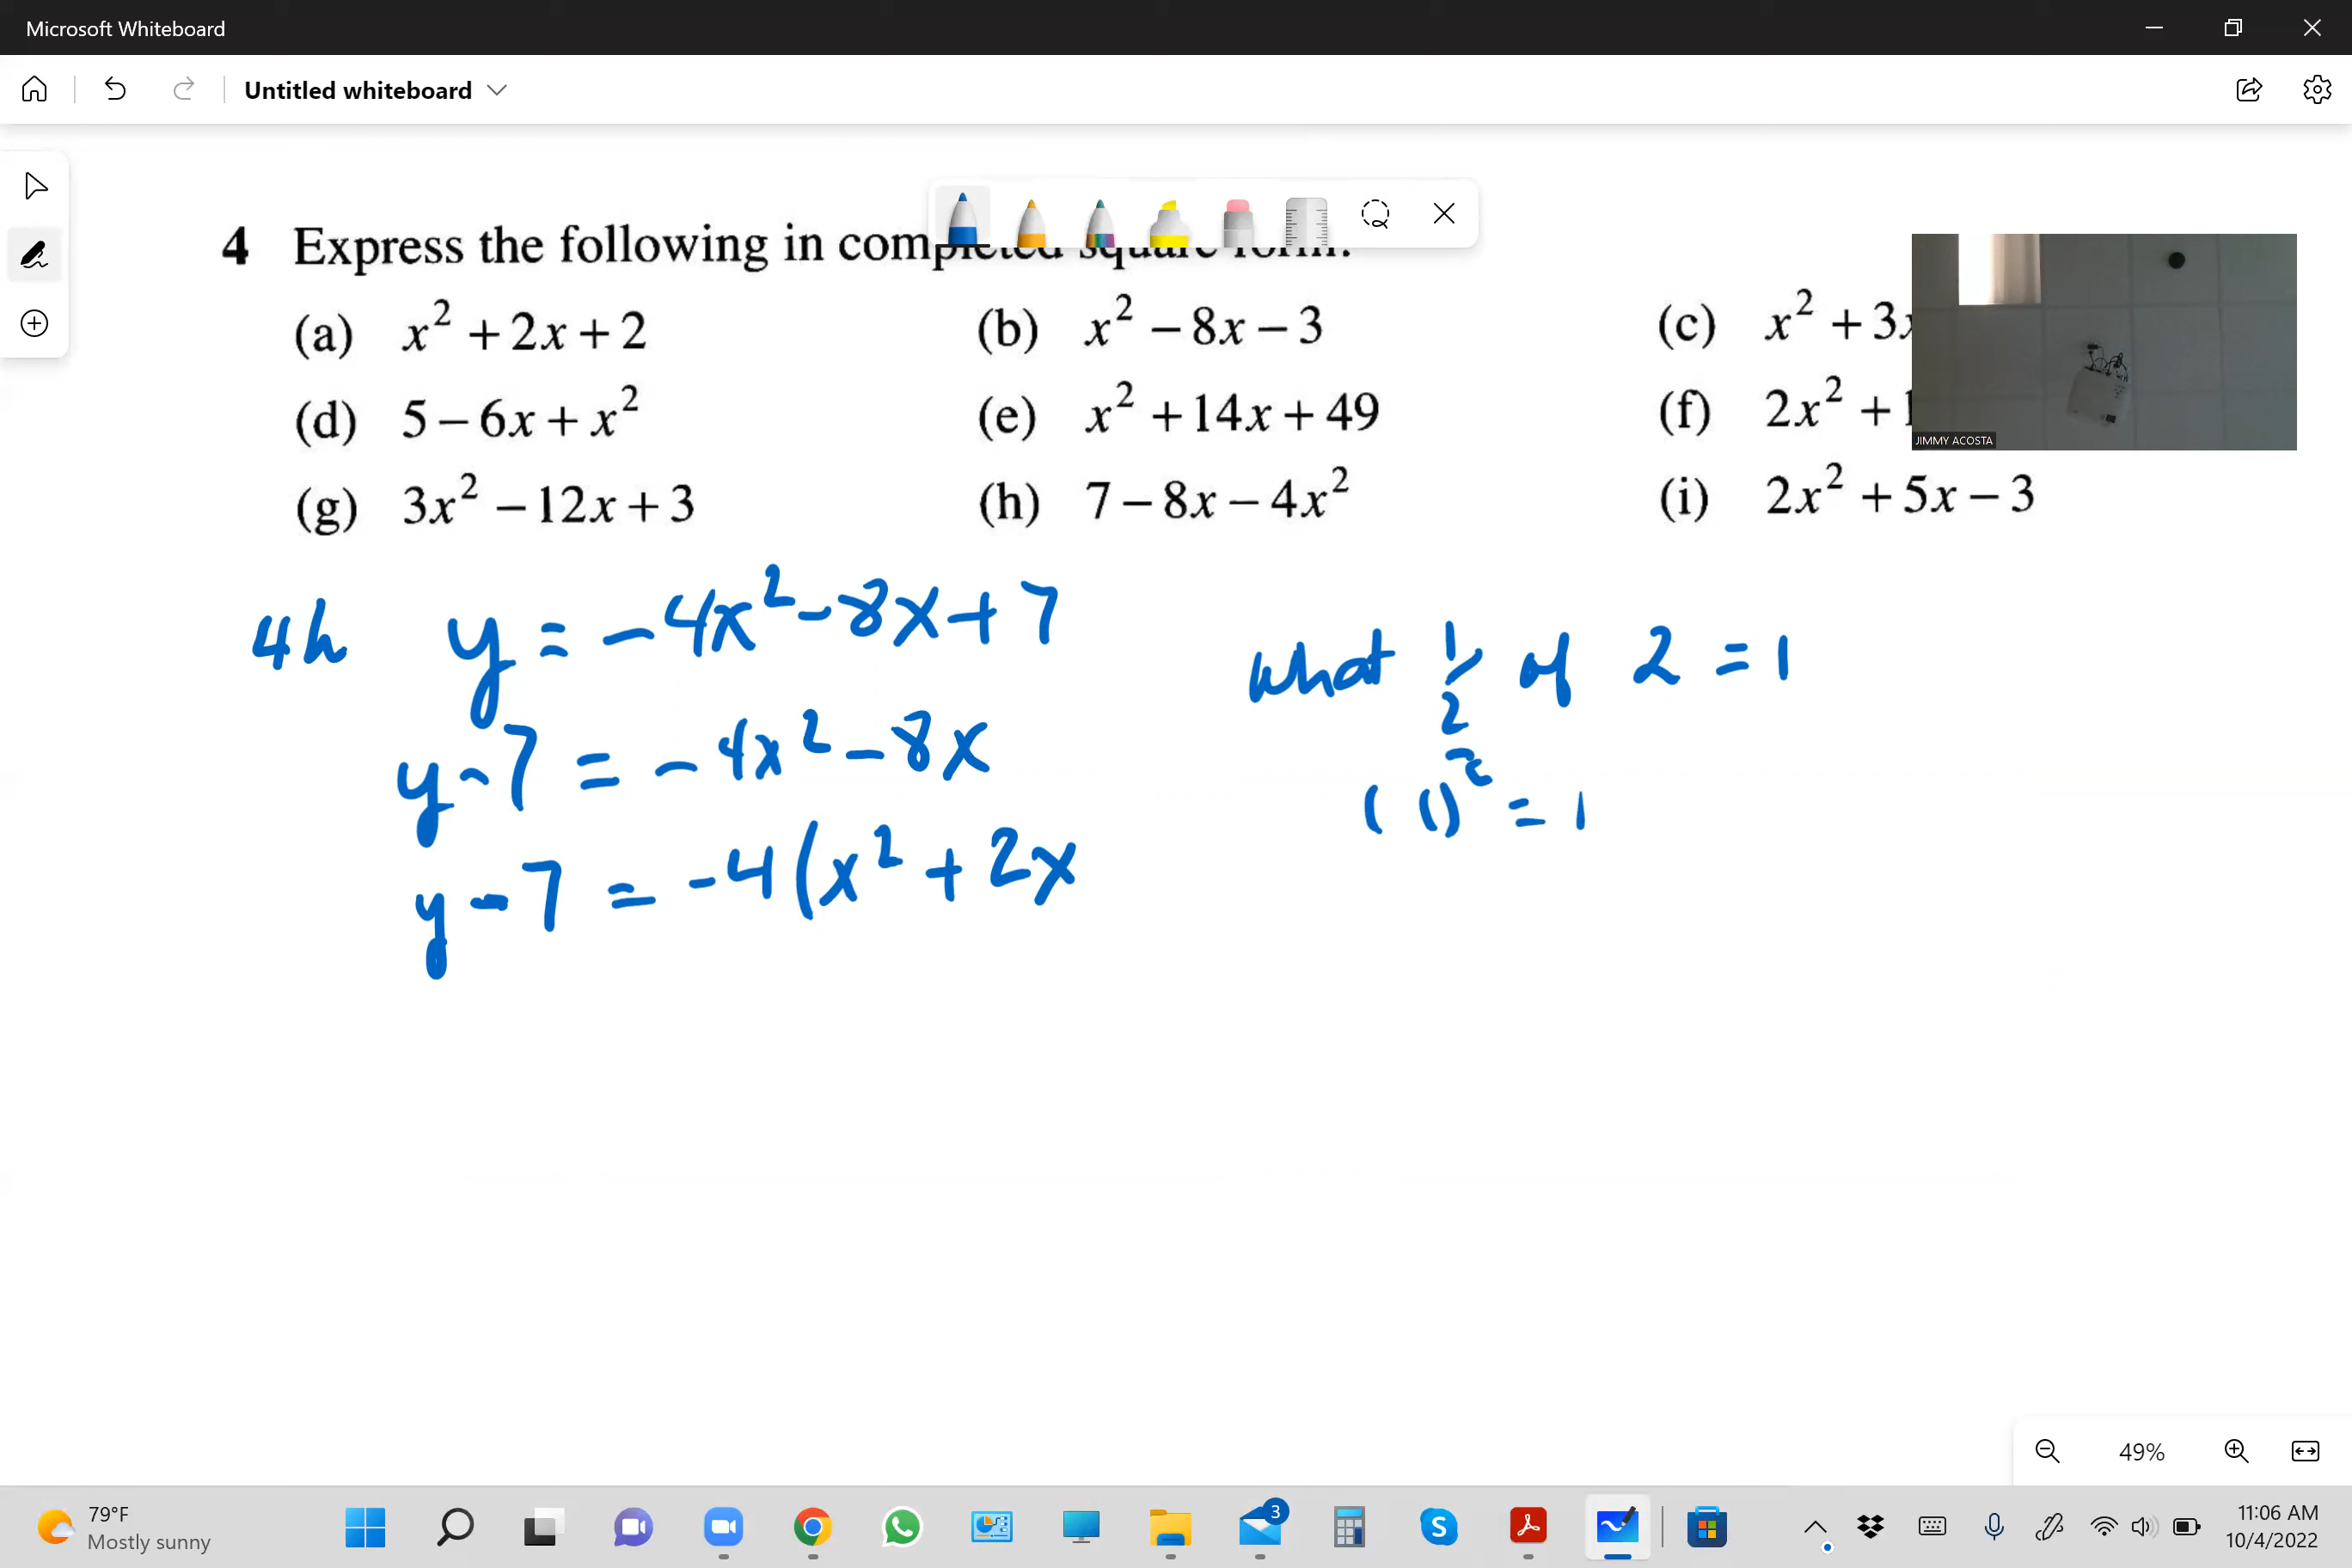 Microsoft Whiteboard
Untitled whiteboard
4 Express the following in completed square form.
(a) x² + 2x + 2 (b) x² − 8x − 3 (c) x² + 3x
(d) 5 − 6x + x² (e) x² + 14x + 49 (f) 2x² + 1
JIMMY ACOSTA
(g) 3x² − 12x + 3 (h) 7 − 8x − 4x² (i) 2x² + 5x − 3
4h y = -4x² - 8x + 7
what 1/2 of 2 = 1
y - 7 = -4x² - 8x
( 1)² = 1
y - 7 = -4(x² + 2x
49%
79°F
Mostly sunny
3
S
11:06 AM
10/4/2022